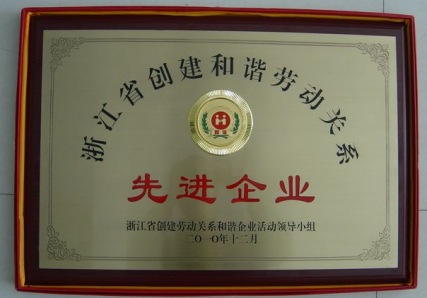 浙江省创建和谐劳动关系
先进企业
浙江省创建劳动关系和谐企业活动领导小组
二〇一〇年十二月